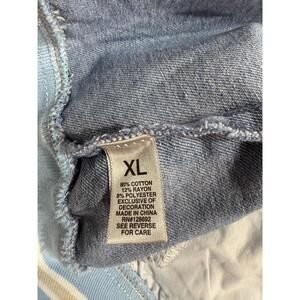 XL
80% COTTON
12% RAYON
8% POLYESTER
EXCLUSIVE OF
DECORATION
MADE IN CHINA
RN#128692
SEE REVERSE
FOR CARE